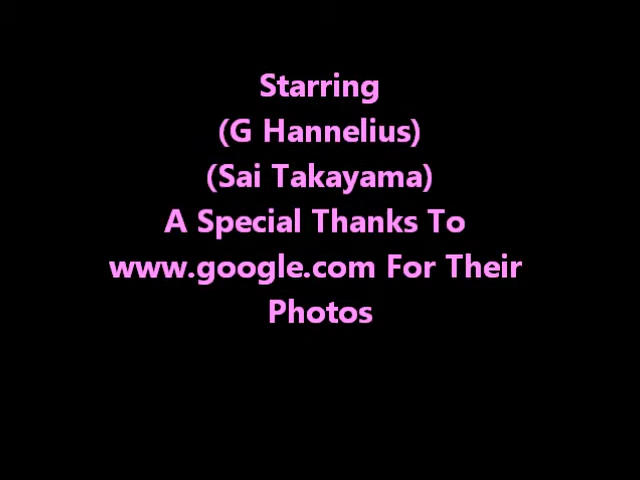 Starring
(G Hannelius)
(Sai Takayama)
A Special Thanks To
www.google.com For Their
Photos